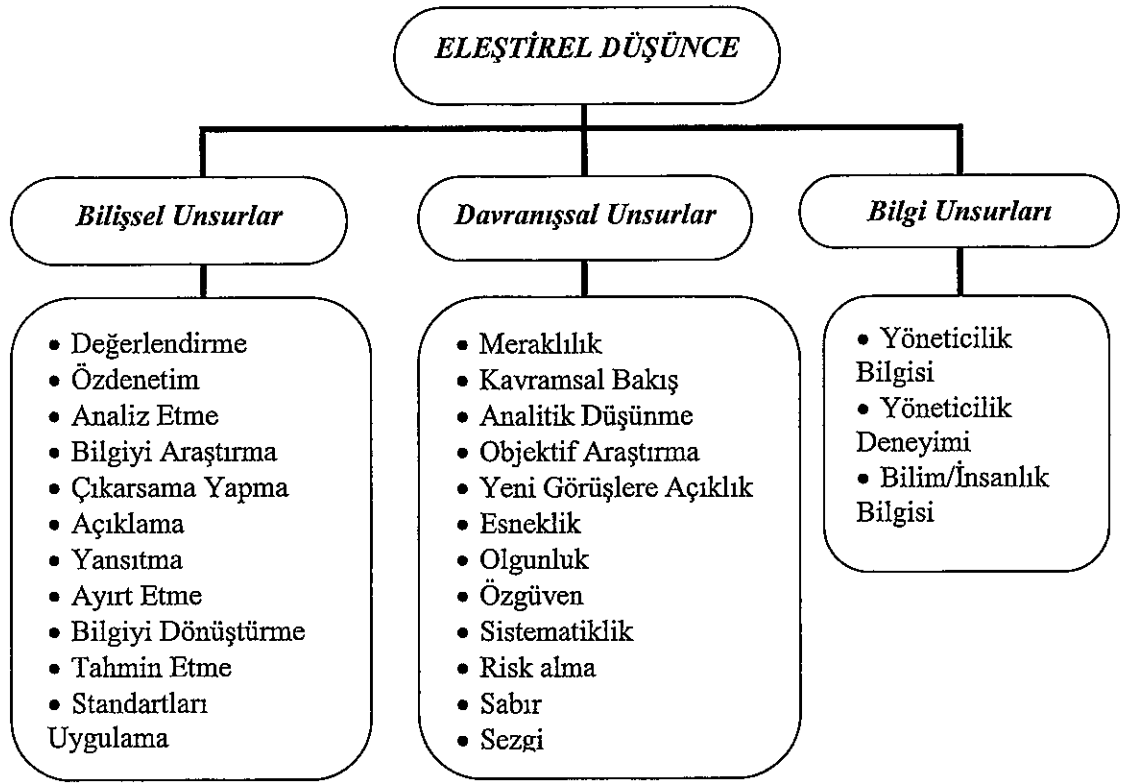 ELEŞTİREL DÜŞÜNCE
Bilişsel Unsurlar
• Değerlendirme
• Özdenetim
• Analiz Etme
• Bilgiyi Araştırma
• Çıkarsama Yapma
• Açıklama
• Yansıtma
• Ayırt Etme
• Bilgiyi Dönüştürme
• Tahmin Etme
• Standartları
Uygulama
Davranışsal Unsurlar
• Meraklılık
• Kavramsal Bakış
• Analitik Düşünme
• Objektif Araştırma
• Yeni Görüşlere Açıklık
• Esneklik
• Olgunluk
• Özgüven
• Sistematiklik
• Risk alma
• Sabır
• Sezgi
Bilgi Unsurları
• Yöneticilik
Bilgisi
• Yöneticilik
Deneyimi
• Bilim/İnsanlık
Bilgisi